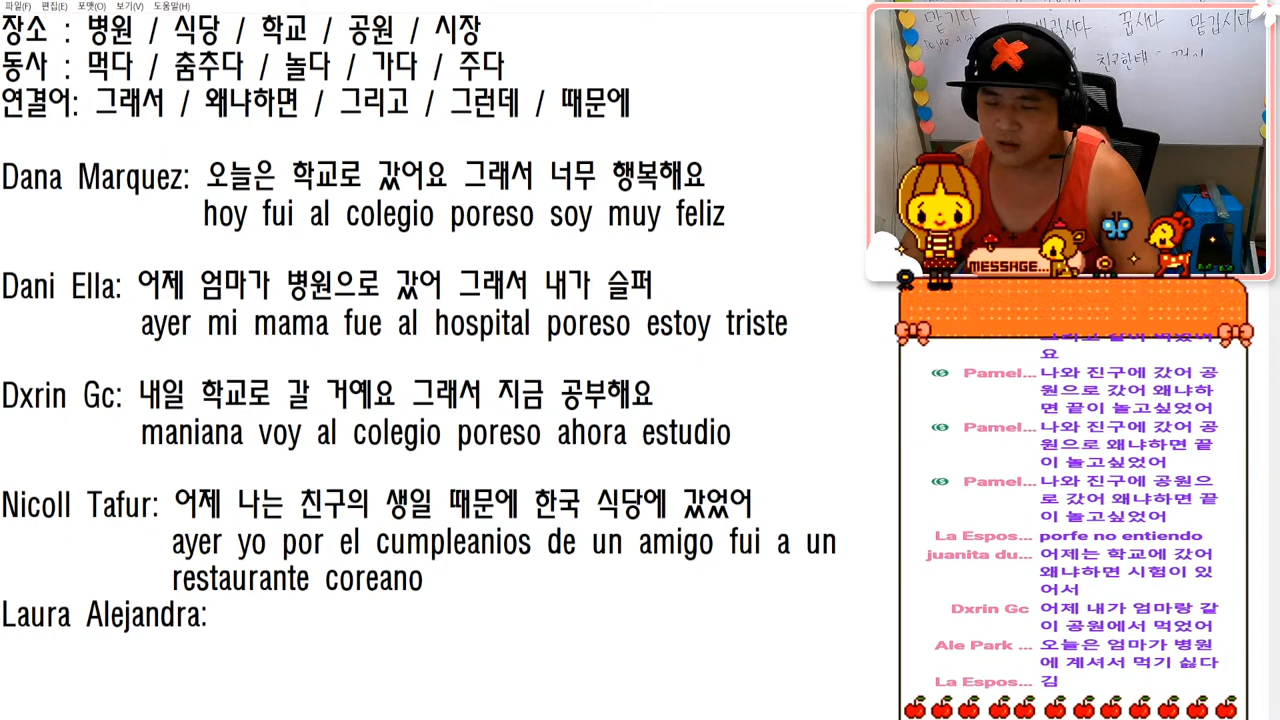 파일(F) 편집(E) 포맷(O) 보기(V) 도움말(H)
장소 : 병원 / 식당 / 학교 / 공원 / 시장
동사 : 먹다 / 춤추다 / 놀다 / 가다 / 주다
연결어: 그래서 / 왜냐하면 / 그리고 / 그런데 / 때문에
Dana Marquez: 오늘은 학교로 갔어요 그래서 너무 행복해요
hoy fui al colegio poreso soy muy feliz
Dani Ella: 어제 엄마가 병원으로 갔어 그래서 내가 슬퍼
ayer mi mama fue al hospital poreso estoy triste
Dxrin Gc: 내일 학교로 갈 거예요 그래서 지금 공부해요
maniana voy al colegio poreso ahora estudio
Nicoll Tafur: 어제 나는 친구의 생일 때문에 한국 식당에 갔었어
ayer yo por el cumpleanios de un amigo fui a un
restaurante coreano
Laura Alejandra:
맡기다
꿉시다
맡깁시다
친구한태
MESSAGE...
요
Pamel... 나와 진구에 갔어 공
원으로 갔어 왜냐하
면 끝이 놀고싶었어
Pamel... 나와 진구에 갔어 공
원으로 왜냐하면 끝
이 놀고싶었어
Pamel... 나와 진구에 공원으
로 갔어 왜냐하면 끝
이 놀고싶었어
La Espos... porfe no entiendo
juanita du... 어제는 학교에 갔어
왜냐하면 시험이 있
어서
Dxrin Gc 어제 내가 엄마랑 같
이 공원에서 먹었어
Ale Park ... 오늘은 엄마가 병원
에 계셔서 먹기 싫다
La Espos... 김